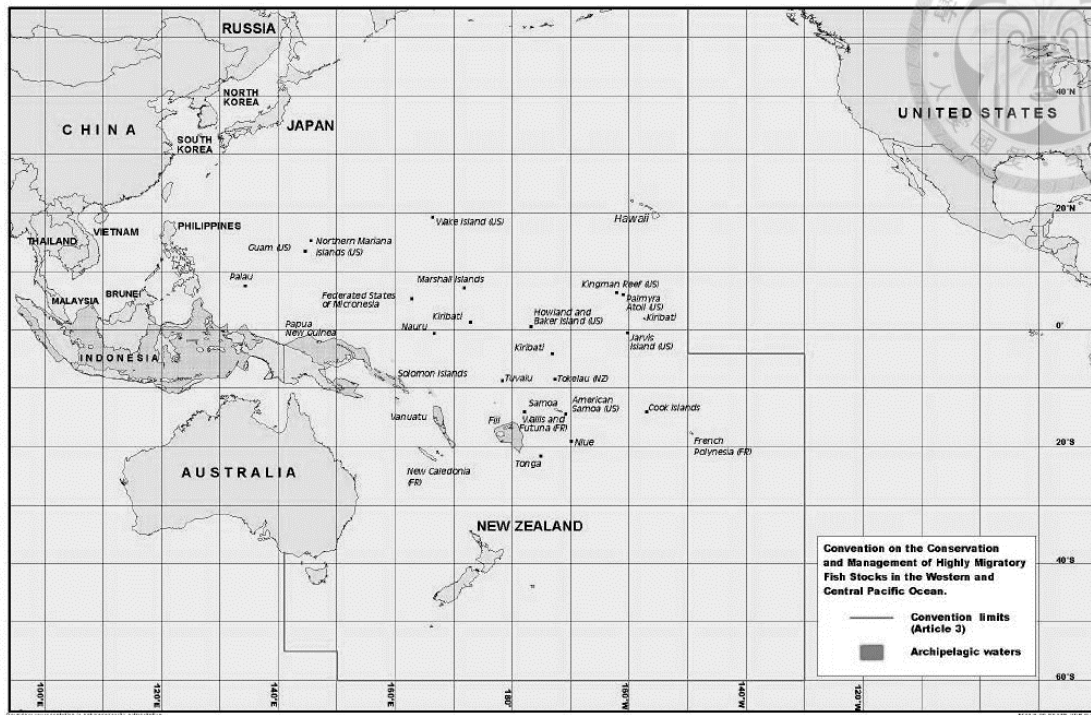 RUSSIA
NORTH
KOREA
CHINA
JAPAN
SOUTH
KOREA
UNITED STATES
40°N
20°N
Wake Island (US)
Hawaii
THAILAND
VIETNAM
PHILIPPINES
Guam (US)
Northern Mariana
Islands (US)
Palau
Marshall Islands
Kingman Reef (US)
MALAYSIA
BRUNEI
Federated States
of Micronesia
Palmyra
Atoll (US)
Kiribati
Howland and
Baker Island (US)
Kiribati
Papua
New Guinea
Nauru
0°
Jarvis
Island (US)
INDONESIA
Kiribati
Solomon Islands
Tuvalu
Tokelau (NZ)
Samoa
American
Samoa (US)
Cook Islands
Vanuatu
Fiji
Wallis and
Futuna (FR)
Niue
French
Polynesia (FR)
20°S
AUSTRALIA
New Caledonia
(FR)
Tonga
NEW ZEALAND
Convention on the Conservation
and Management of Highly Migratory
Fish Stocks in the Western and
Central Pacific Ocean.
40°S
Convention limits
(Article 3)
Archipelagic waters
60°S
100°E
120°E
140°E
160°E
180°
160°W
140°W
120°W